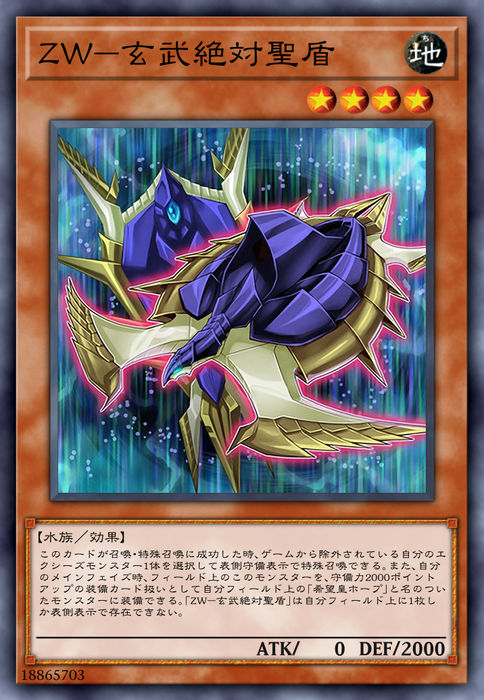 ZW－玄武絶対聖盾
ち
地
【水族／効果】
このカードが召喚・特殊召喚に成功した時、ゲームから除外されている自分のエ
クシーズモンスター1体を選択して表側守備表示で特殊召喚できる。また、自分
のメインフェイズ時、フィールド上のこのモンスターを、守備力2000ポイント
アップの装備カード扱いとして自分フィールド上の「希望皇ホープ」と名のつい
たモンスターに装備できる。「ZW－玄武絶対聖盾」は自分フィールド上に1枚し
か表側表示で存在できない。
ATK/ 0 DEF/2000
18865703